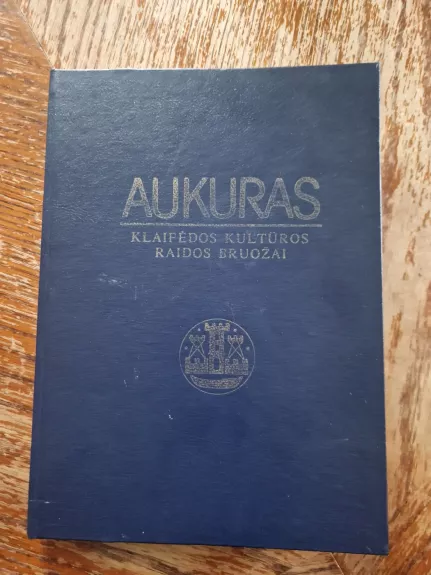 AUKURAS
KLAIPĖDOS KULTŪROS
RAIDOS BRUOŽAI